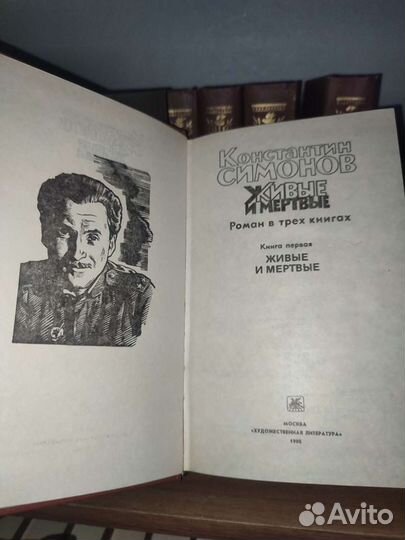 Константин
СИМОНОВ
ЖИВЫЕ
И МЕРТВЫЕ
Роман в трех книгах
Книга первая
ЖИВЫЕ
И МЕРТВЫЕ
МОСКВА
«ХУДОЖЕСТВЕННАЯ ЛИТЕРАТУРА»
Avito